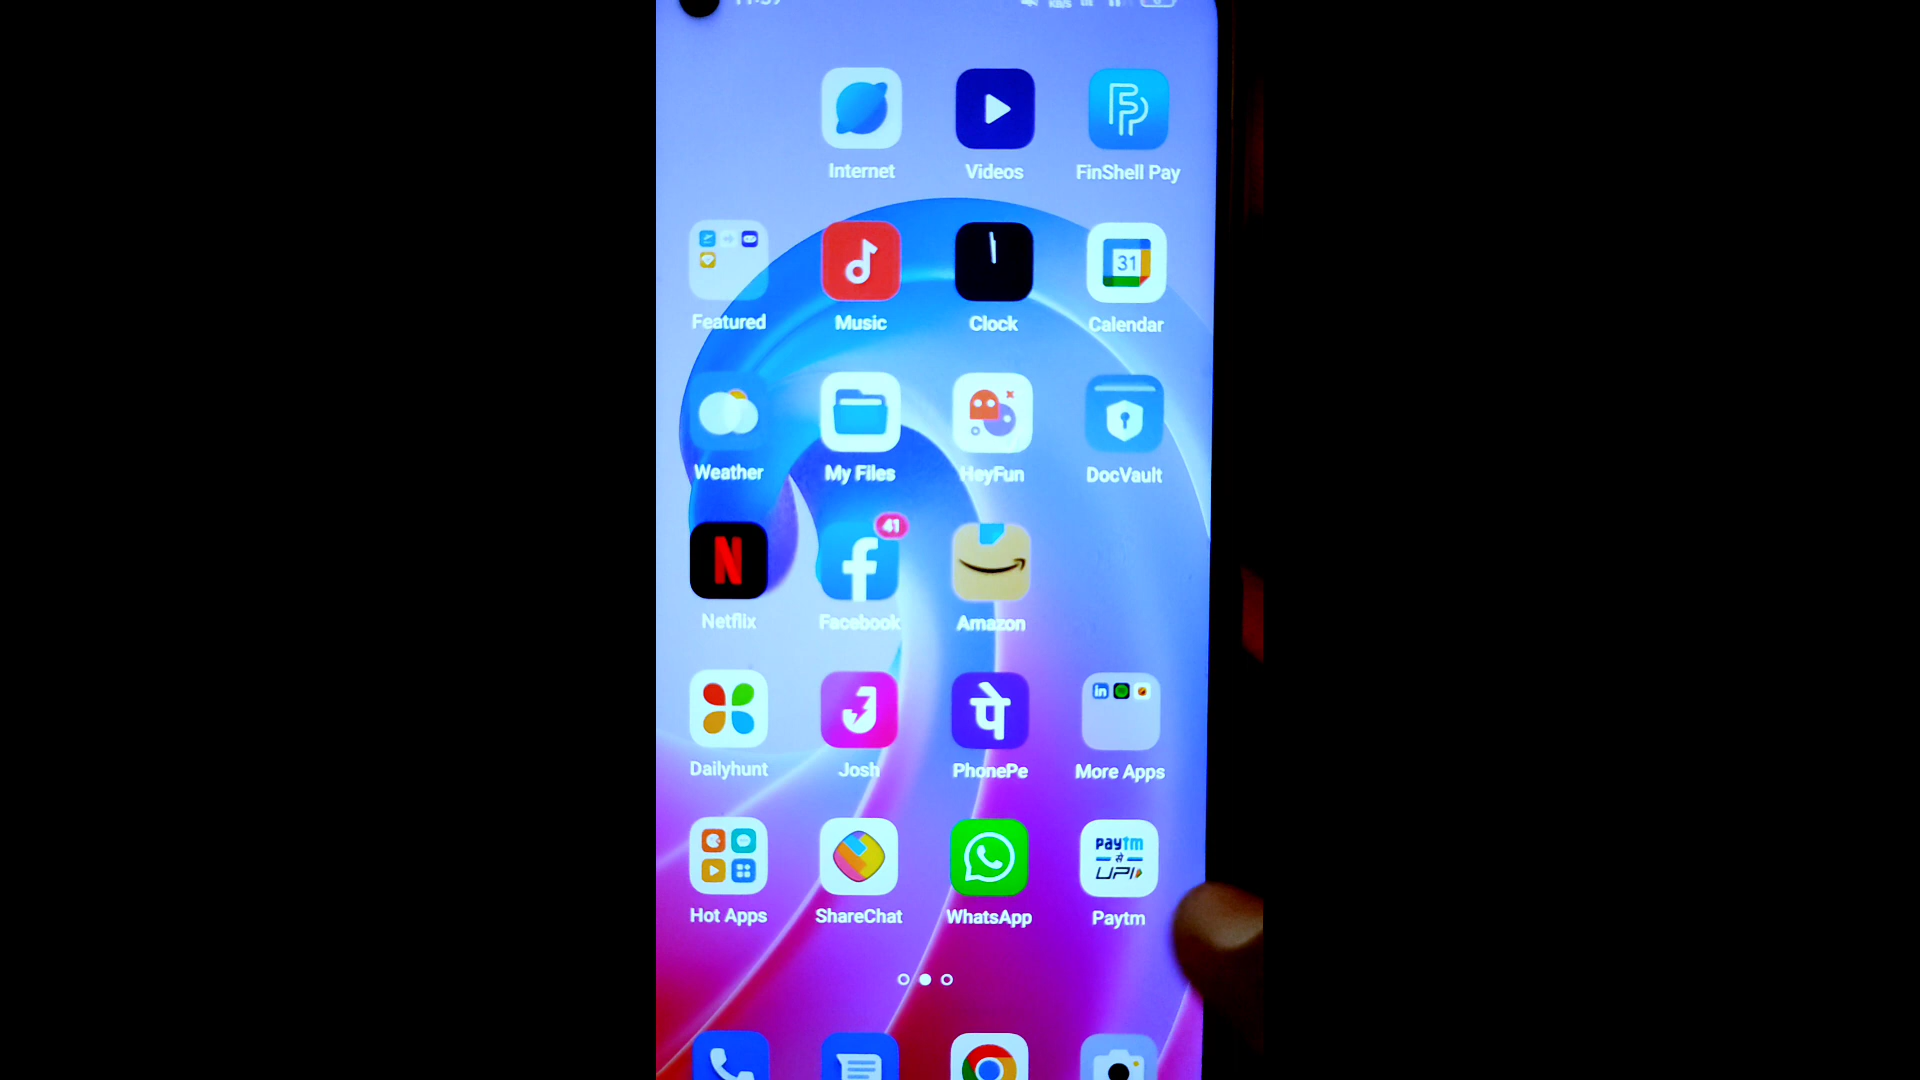 Internet Videos FinShell Pay
31
Featured Music Clock Calendar
Weather My Files HeyFun DocVault
N 41
Netflix Facebook Amazon
पे in
Dailyhunt Josh PhonePe More Apps
paytm
से
UPI
Hot Apps ShareChat WhatsApp Paytm